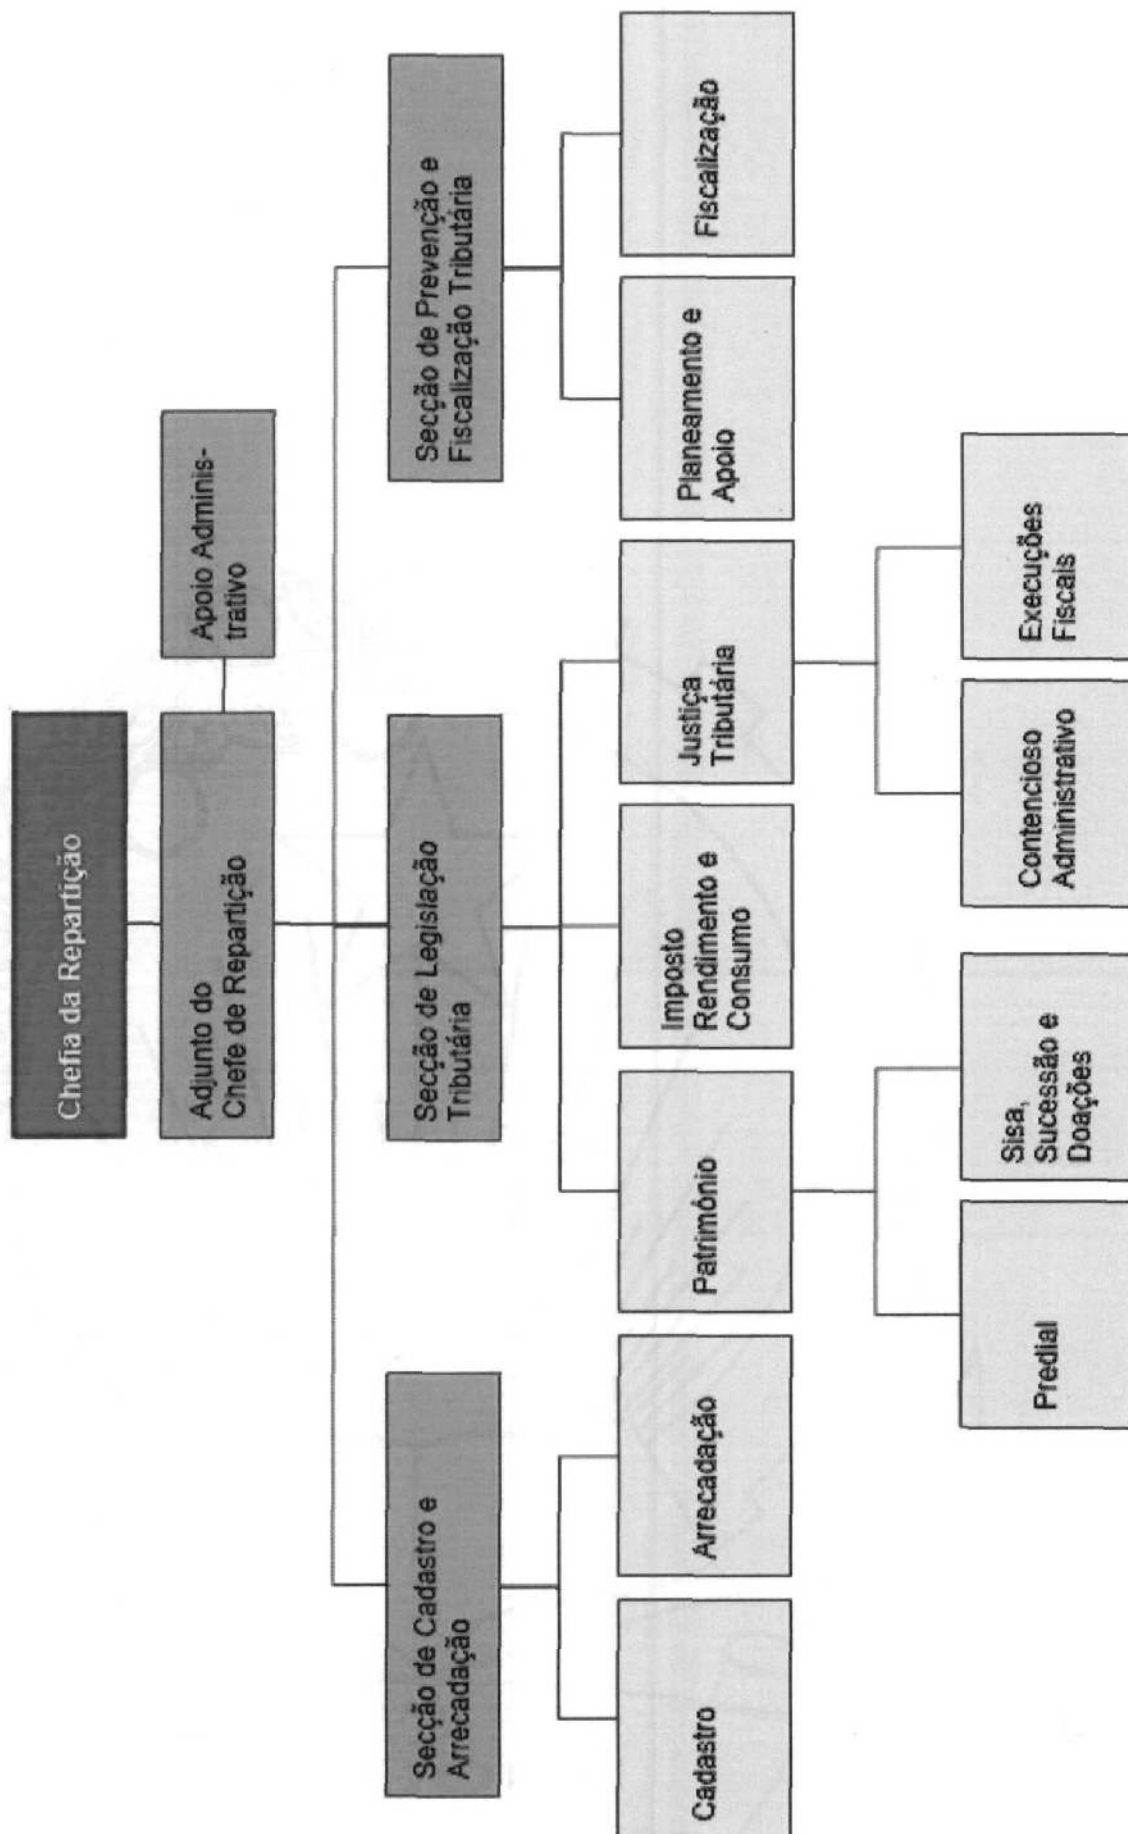 Chefia da Repartição
Adjunto do
Chefe de Repartição
Apoio Adminis-
trativo
Secção de Cadastro e
Arrecadação
Secção de Legislação
Tributária
Secção de Prevenção e
Fiscalização Tributária
Cadastro
Arrecadação
Património
Imposto
Rendimento e
Consumo
Justiça
Tributária
Planeamento e
Apoio
Fiscalização
Predial
Sisa,
Sucessão e
Doações
Contencioso
Administrativo
Execuções
Fiscais